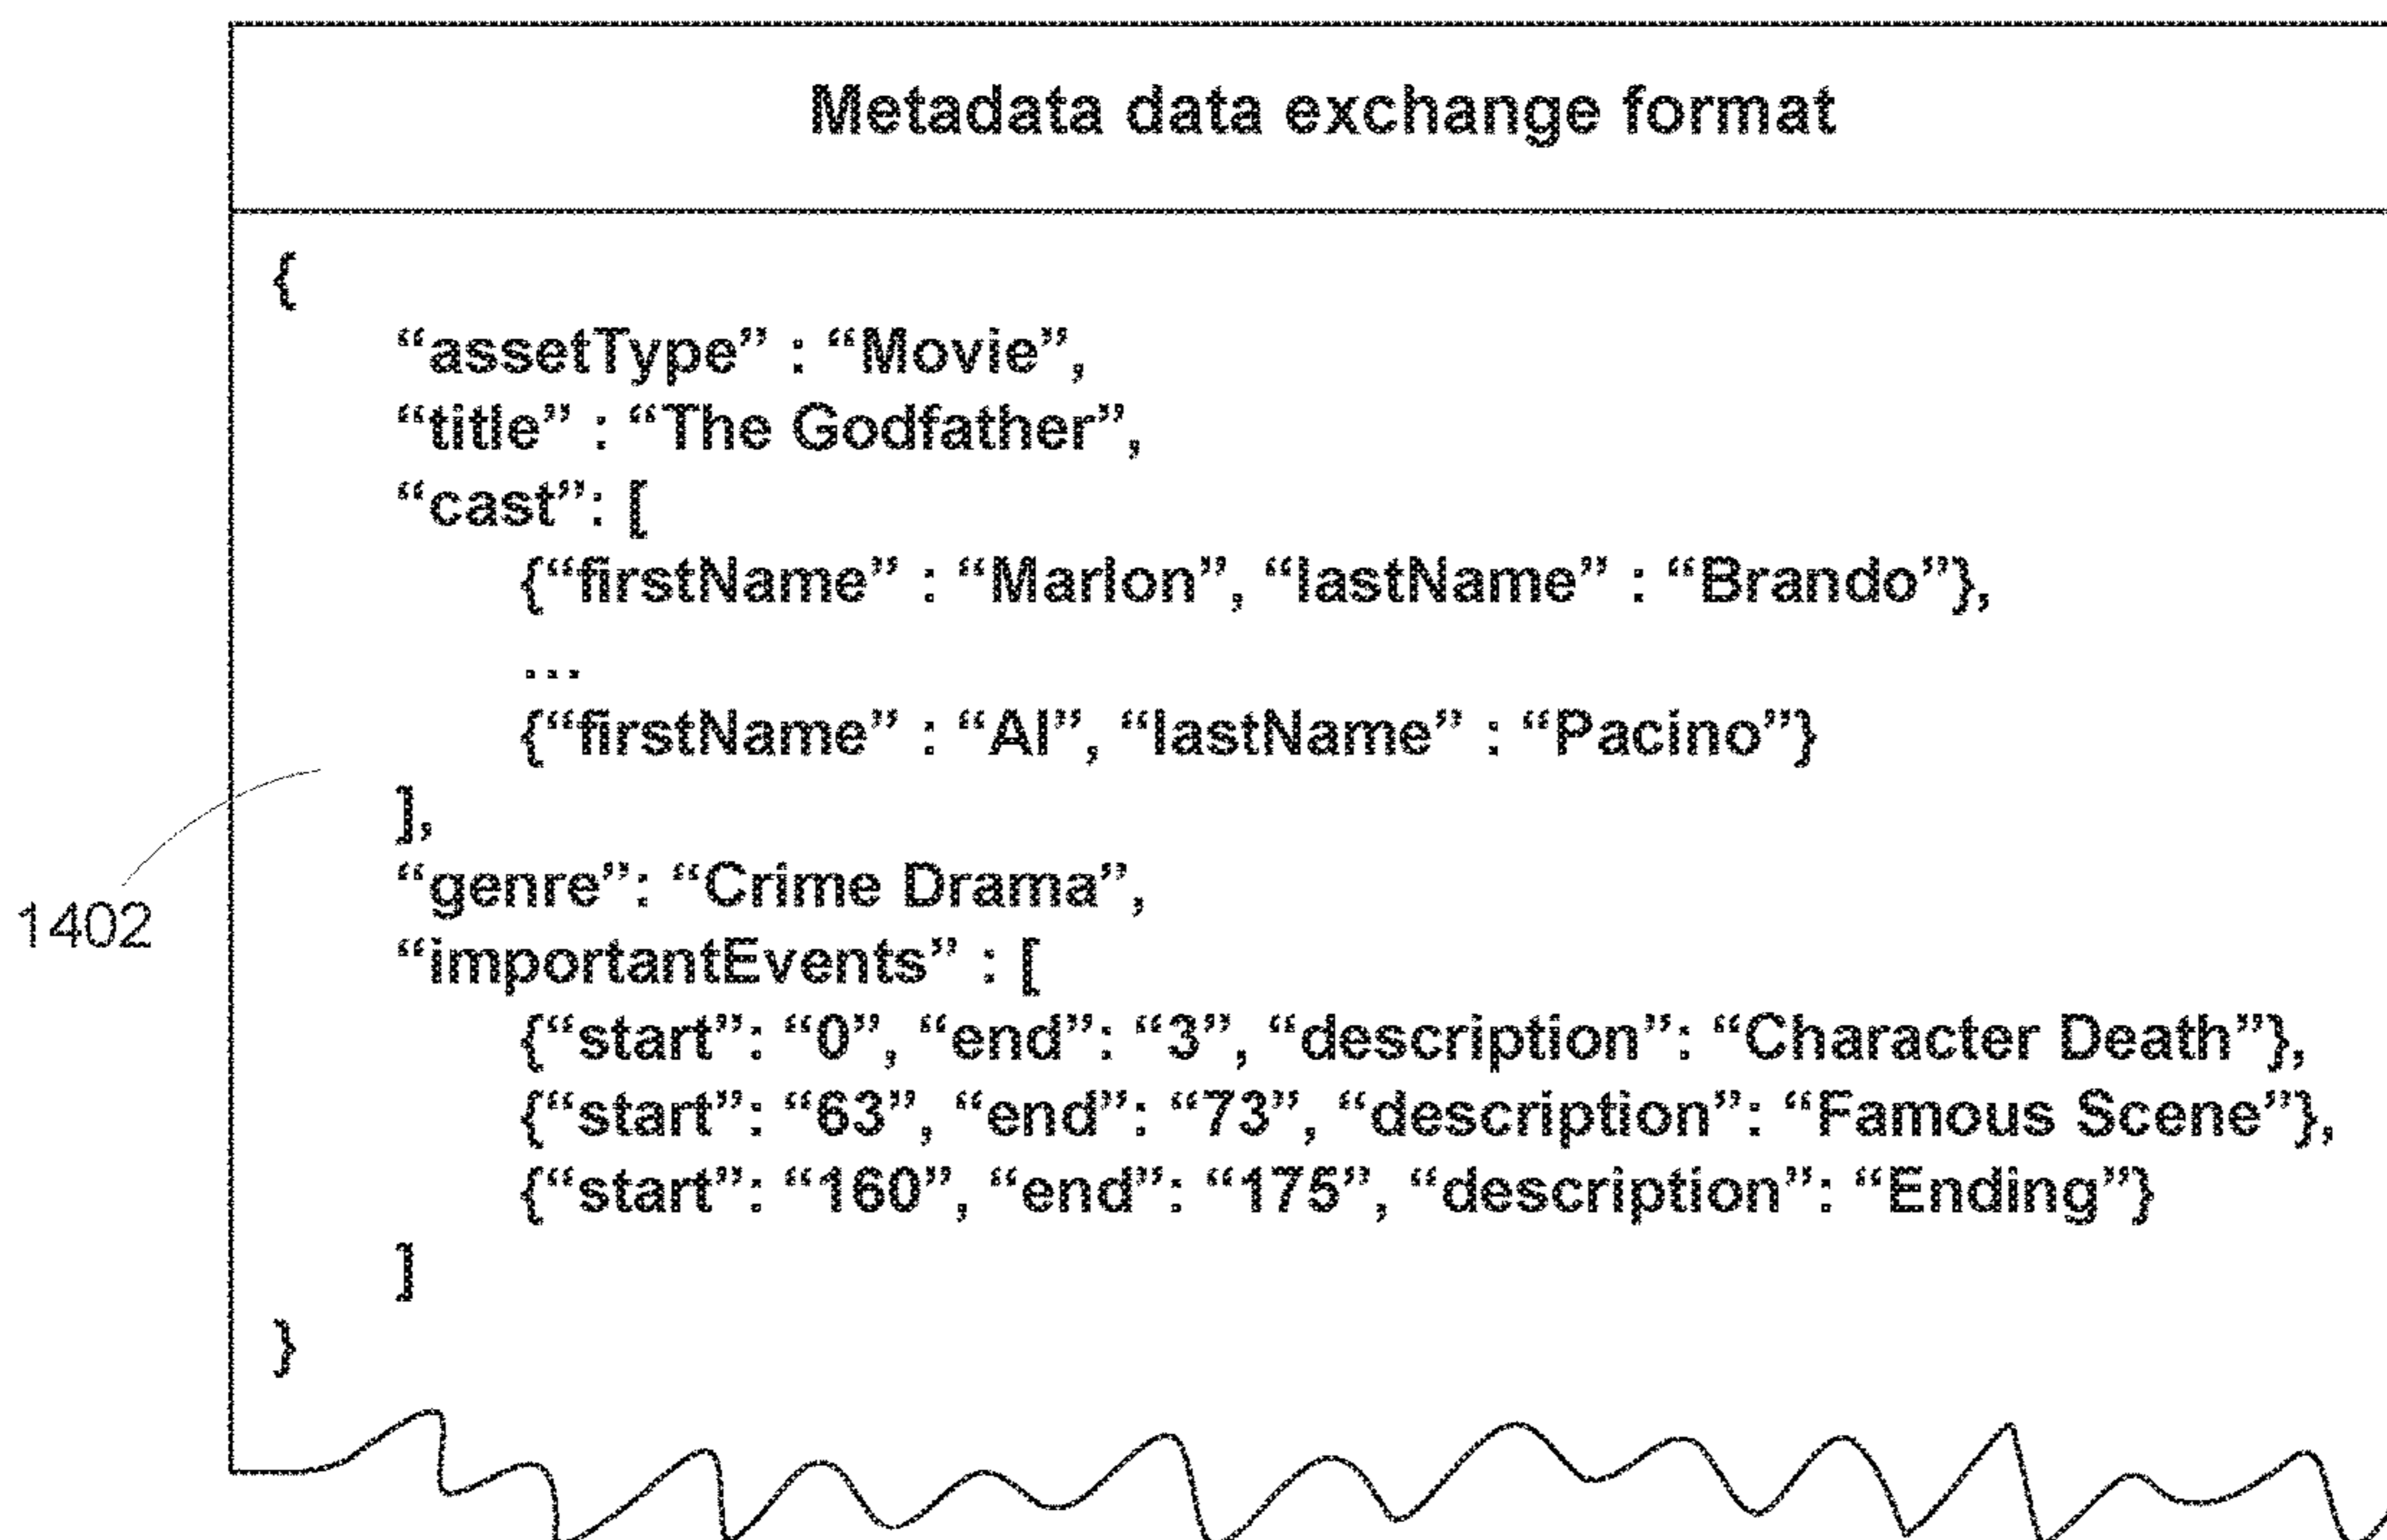 Metadata data exchange format
{
“assetType” : “Movie”,
“title” : “The Godfather”,
“cast”: [
{“firstName” : “Marlon”, “lastName” : “Brando”},
...
{“firstName” : “Al”, “lastName” : “Pacino”}
],
“genre”: “Crime Drama”,
1402
“importantEvents” : [
{“start”: “0”, “end”: “3”, “description”: “Character Death”},
{“start”: “63”, “end”: “73”, “description”: “Famous Scene”},
{“start”: “160”, “end”: “175”, “description”: “Ending”}
]
}